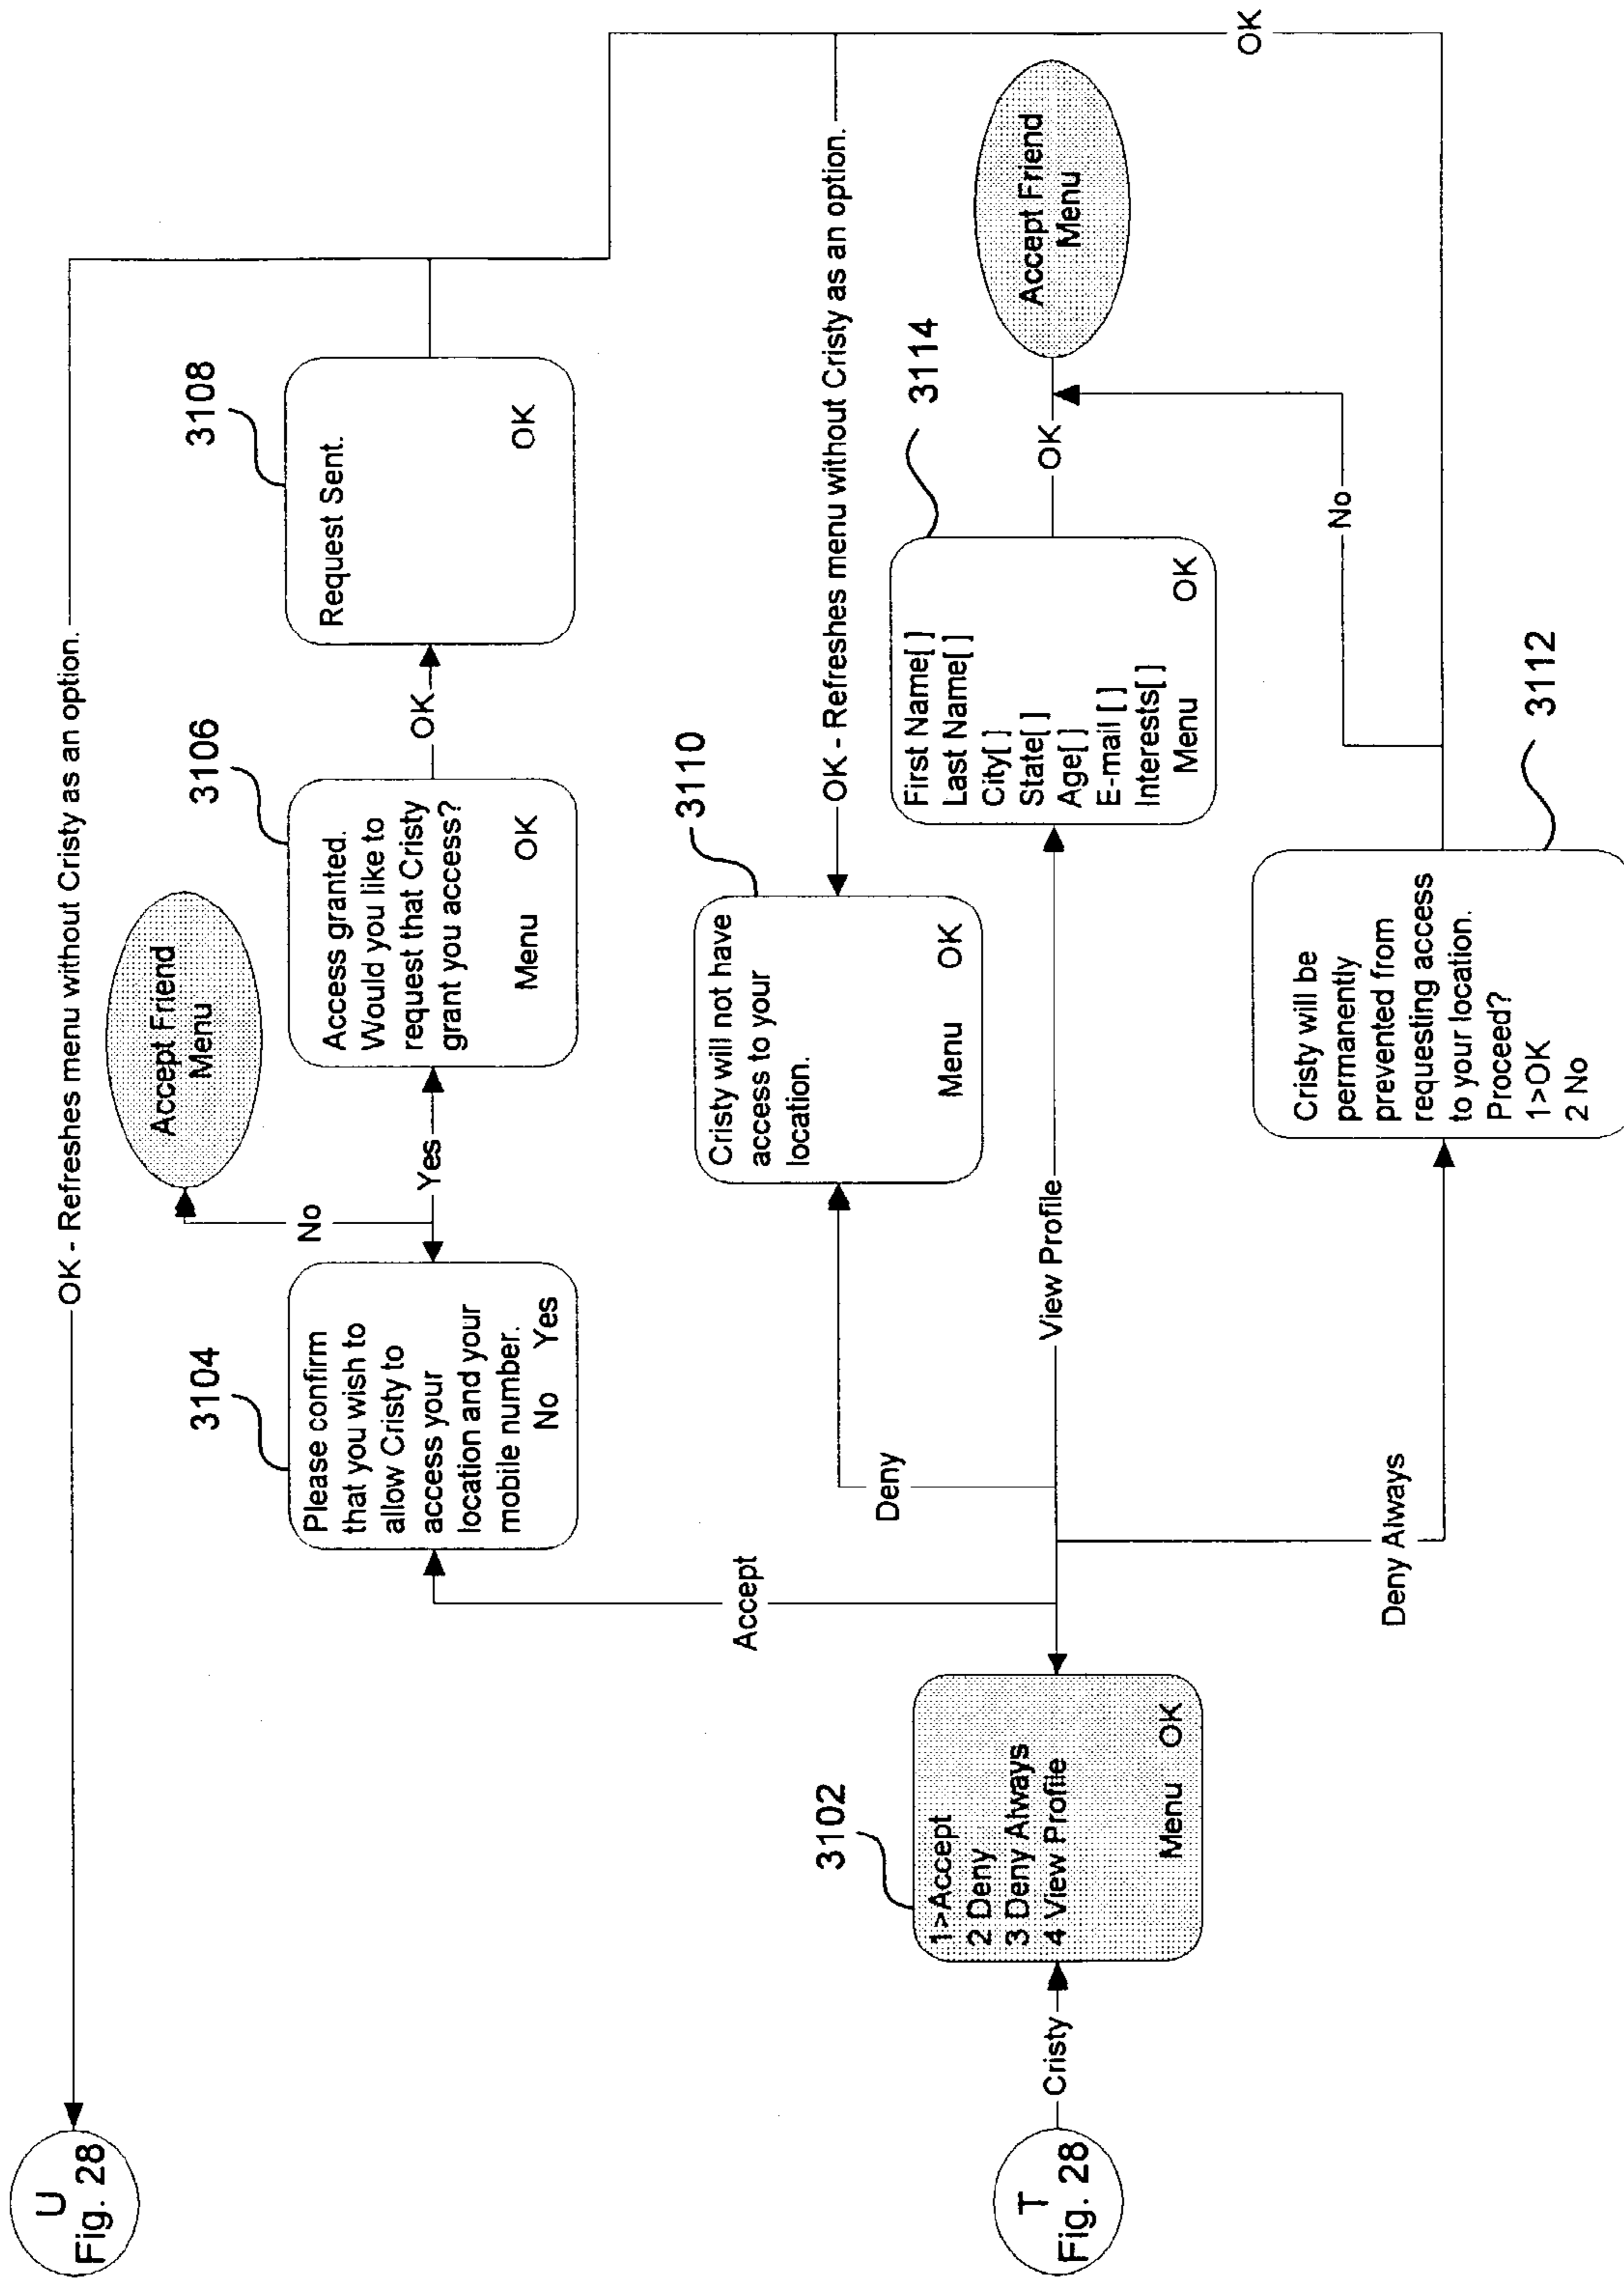 U
Fig. 28
OK - Refreshes menu without Cristy as an option.
3104
Please confirm
that you wish to
allow Cristy to
access your
location and your
mobile number.
No Yes
No
Yes
Accept Friend
Menu
3106
Access granted.
Would you like to
request that Cristy
grant you access?
Menu OK
OK
3108
Request Sent.
OK
Accept
3110
Cristy will not have
access to your
location.
Menu OK
OK - Refreshes menu without Cristy as an option.
Deny
T
Fig. 28
Cristy
3102
1>Accept
2 Deny
3 Deny Always
4 View Profile
Menu OK
View Profile
3114
First Name[ ]
Last Name[ ]
City[ ]
State[ ]
Age[ ]
E-mail [ ]
Interests[ ]
Menu OK
OK
Accept Friend
Menu
No
Deny Always
3112
Cristy will be
permanently
prevented from
requesting access
to your location.
Proceed?
1>OK
2 No
OK